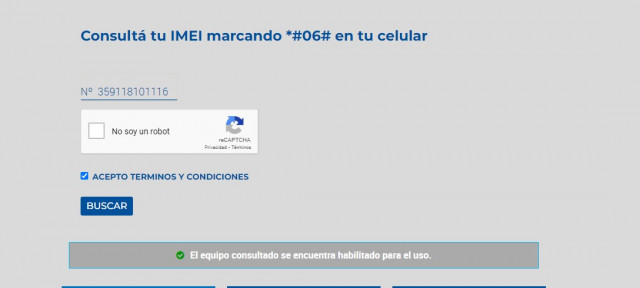 Consultá tu IMEI marcando *#06# en tu celular
Nº 359118101116
No soy un robot
reCAPTCHA
Privacidad - Términos
ACEPTO TERMINOS Y CONDICIONES
BUSCAR
El equipo consultado se encuentra habilitado para el uso.